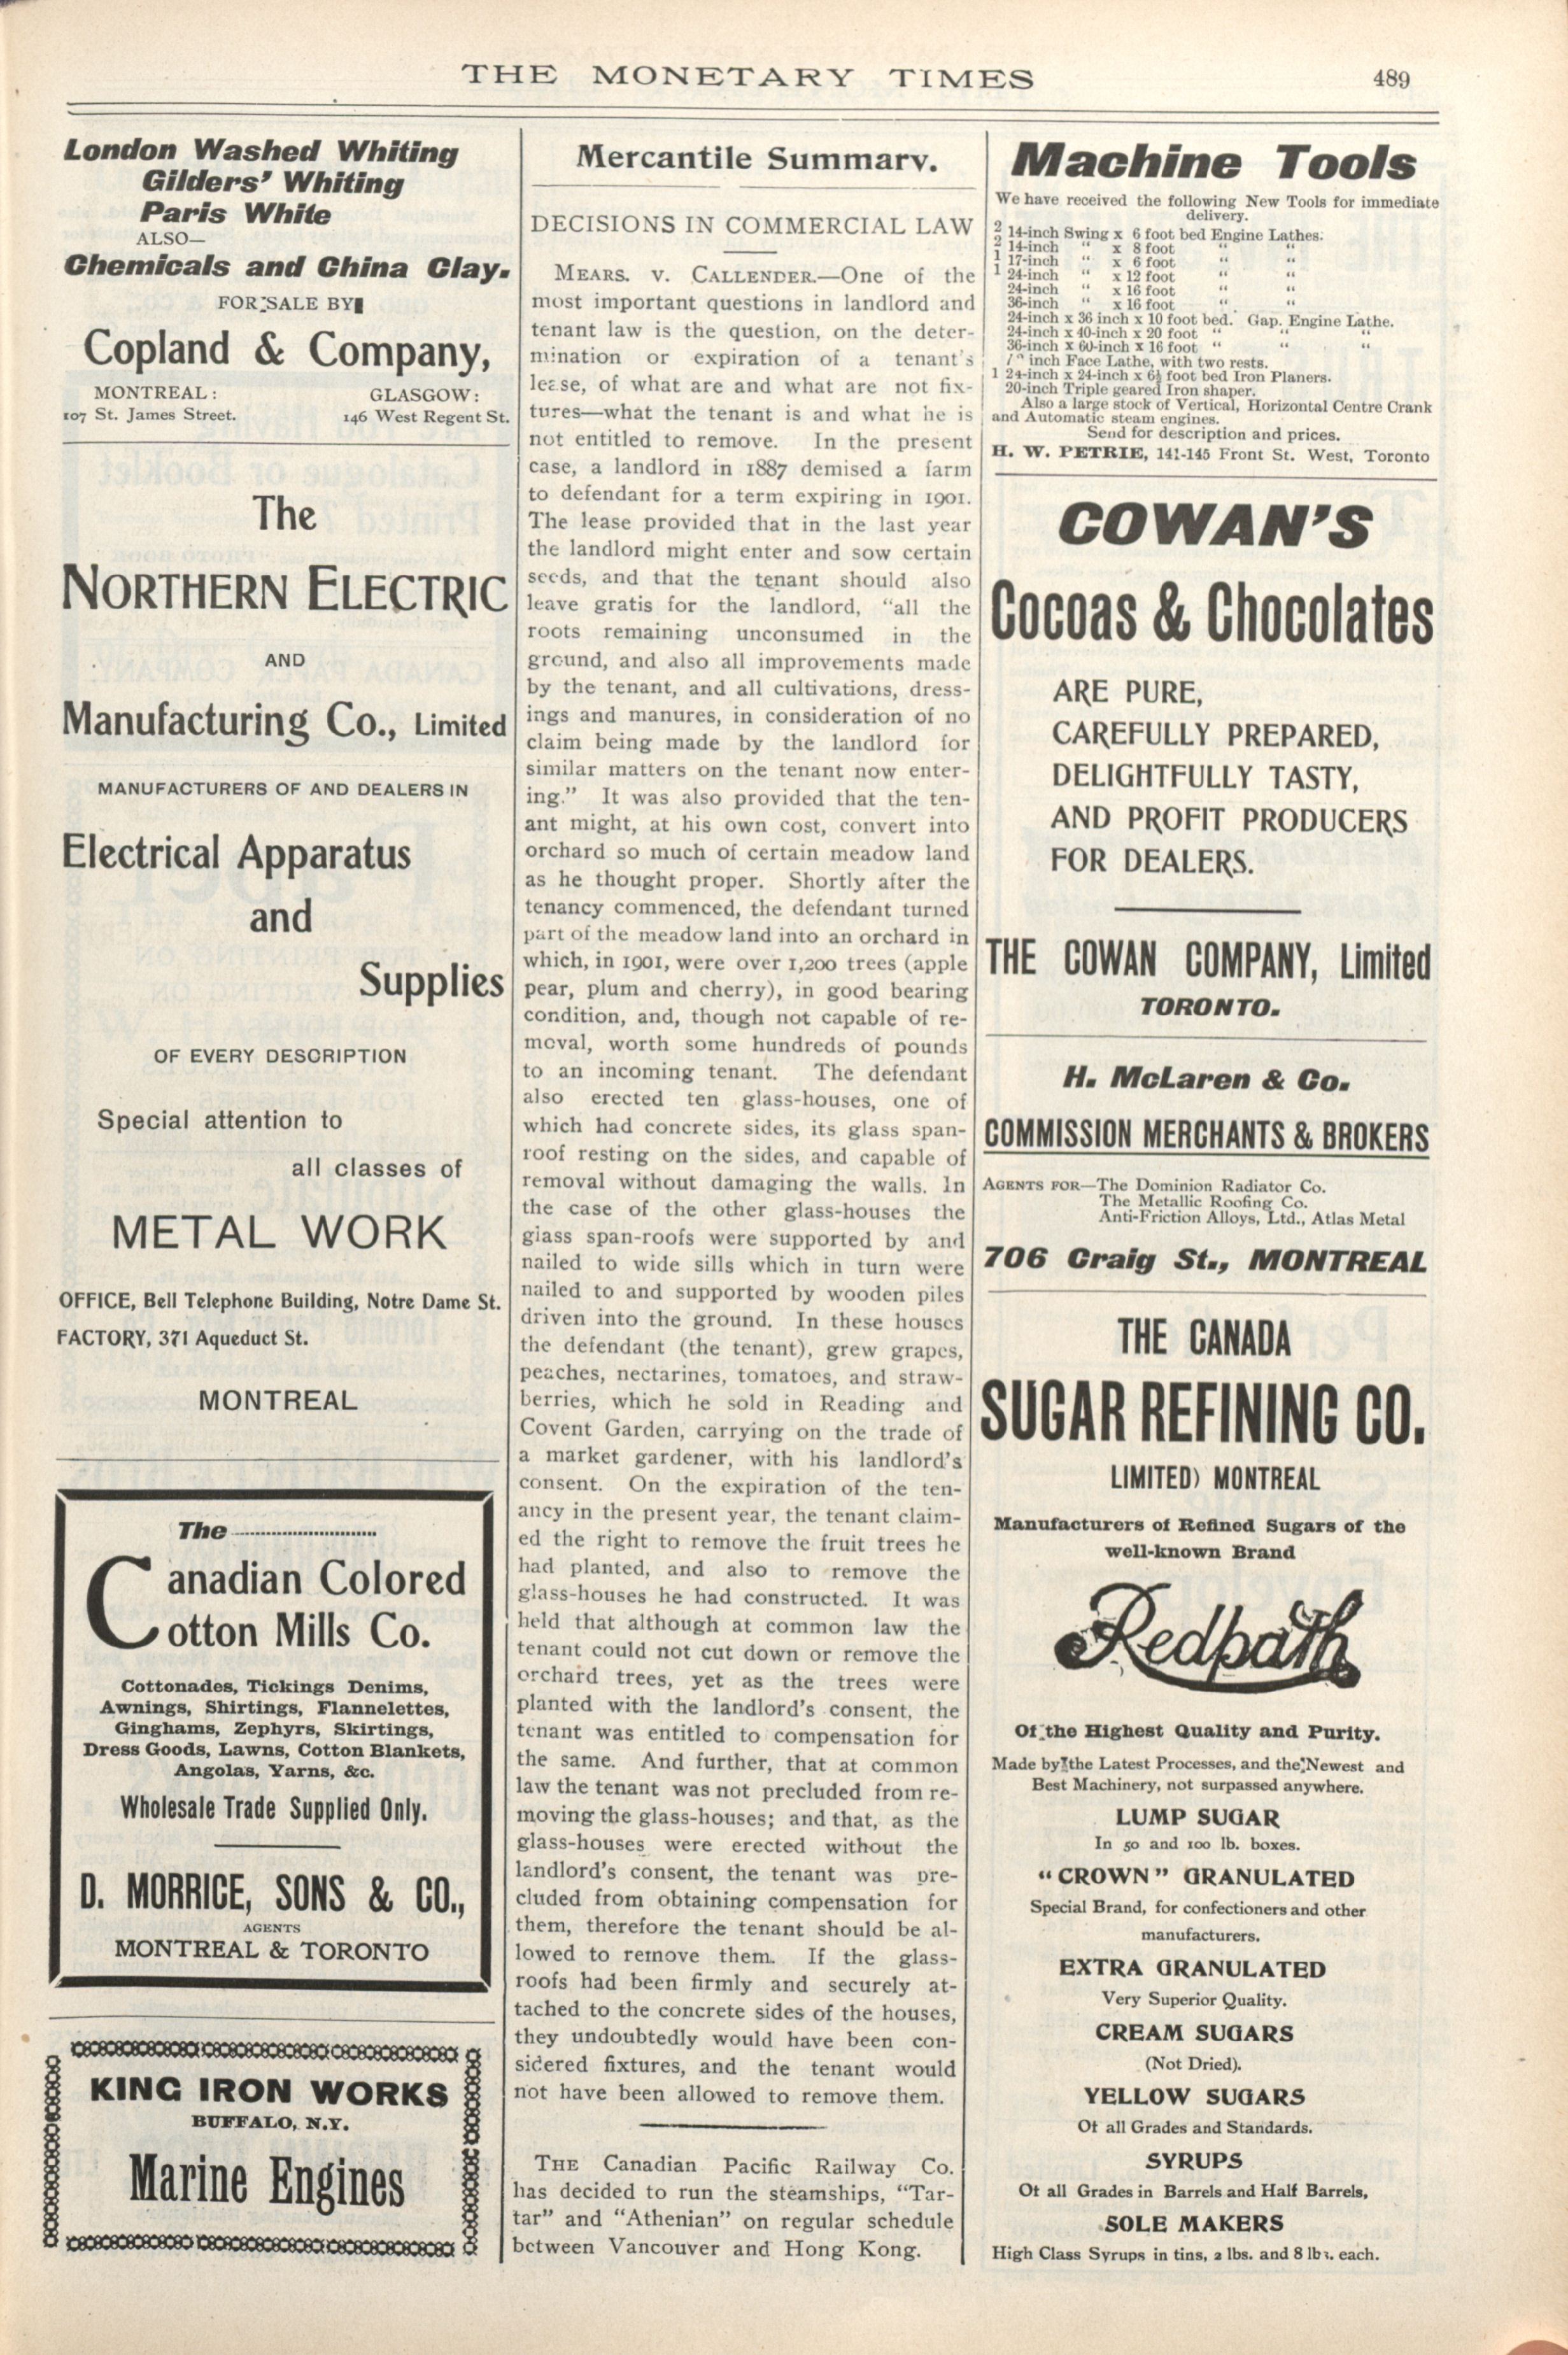 THE MONETARY TIMES
489
London Washed Whiting
Gilders' Whiting
Paris White
ALSO—
Chemicals and China Clay.
FOR SALE BY
Copland & Company,
MONTREAL: GLASGOW:
107 St. James Street. 146 West Regent St.
The
NORTHERN ELECTRIC
AND
Manufacturing Co., Limited
MANUFACTURERS OF AND DEALERS IN
Electrical Apparatus
and
Supplies
OF EVERY DESCRIPTION
Special attention to
all classes of
METAL WORK
OFFICE, Bell Telephone Building, Notre Dame St.
FACTORY, 371 Aqueduct St.
MONTREAL
The
Canadian Colored
Cotton Mills Co.
Cottonades, Tickings Denims,
Awnings, Shirtings, Flannelettes,
Ginghams, Zephyrs, Skirtings,
Dress Goods, Lawns, Cotton Blankets,
Angolas, Yarns, &c.
Wholesale Trade Supplied Only.
D. MORRICE, SONS & CO.,
AGENTS
MONTREAL & TORONTO
KING IRON WORKS
BUFFALO, N.Y.
Marine Engines
Mercantile Summary.
DECISIONS IN COMMERCIAL LAW
MEARS. v. CALLENDER.—One of the
most important questions in landlord and
tenant law is the question, on the deter-
mination or expiration of a tenant's
lease, of what are and what are not fix-
tures—what the tenant is and what he is
not entitled to remove. In the present
case, a landlord in 1887 demised a farm
to defendant for a term expiring in 1901.
The lease provided that in the last year
the landlord might enter and sow certain
seeds, and that the tenant should also
leave gratis for the landlord, "all the
roots remaining unconsumed in the
ground, and also all improvements made
by the tenant, and all cultivations, dress-
ings and manures, in consideration of no
claim being made by the landlord for
similar matters on the tenant now enter-
ing." It was also provided that the ten-
ant might, at his own cost, convert into
orchard so much of certain meadow land
as he thought proper. Shortly after the
tenancy commenced, the defendant turned
part of the meadow land into an orchard in
which, in 1901, were over 1,200 trees (apple
pear, plum and cherry), in good bearing
condition, and, though not capable of re-
moval, worth some hundreds of pounds
to an incoming tenant. The defendant
also erected ten glass-houses, one of
which had concrete sides, its glass span-
roof resting on the sides, and capable of
removal without damaging the walls. In
the case of the other glass-houses the
glass span-roofs were supported by and
nailed to wide sills which in turn were
nailed to and supported by wooden piles
driven into the ground. In these houses
the defendant (the tenant), grew grapes,
peaches, nectarines, tomatoes, and straw-
berries, which he sold in Reading and
Covent Garden, carrying on the trade of
a market gardener, with his landlord's
consent. On the expiration of the ten-
ancy in the present year, the tenant claim-
ed the right to remove the fruit trees he
had planted, and also to remove the
glass-houses he had constructed. It was
held that although at common law the
tenant could not cut down or remove the
orchard trees, yet as the trees were
planted with the landlord's consent, the
tenant was entitled to compensation for
the same. And further, that at common
law the tenant was not precluded from re-
moving the glass-houses; and that, as the
glass-houses were erected without the
landlord's consent, the tenant was pre-
cluded from obtaining compensation for
them, therefore the tenant should be al-
lowed to remove them. If the glass-
roofs had been firmly and securely at-
tached to the concrete sides of the houses,
they undoubtedly would have been con-
sidered fixtures, and the tenant would
not have been allowed to remove them.
THE Canadian Pacific Railway Co.
has decided to run the steamships, "Tar-
tar" and "Athenian" on regular schedule
between Vancouver and Hong Kong.
Machine Tools
We have received the following New Tools for immediate
delivery.
2 14-inch Swing x 6 foot bed Engine Lathes.
2 14-inch " x 8 foot " "
1 17-inch " x 6 foot " "
1 24-inch " x 12 foot " "
24-inch " x 16 foot " "
36-inch " x 16 foot " "
24-inch x 36 inch x 10 foot bed. Gap. Engine Lathe.
24-inch x 40-inch x 20 foot " " "
36-inch x 60-inch x 16 foot " " "
inch Face Lathe, with two rests.
1 24-inch x 24-inch x 6½ foot bed Iron Planers.
20-inch Triple geared Iron shaper.
Also a large stock of Vertical, Horizontal Centre Crank
and Automatic steam engines.
Send for description and prices.
H. W. PETRIE, 141-145 Front St. West, Toronto
COWAN'S
Cocoas & Chocolates
ARE PURE,
CAREFULLY PREPARED,
DELIGHTFULLY TASTY,
AND PROFIT PRODUCERS
FOR DEALERS.
THE COWAN COMPANY, Limited
TORONTO.
H. McLaren & Co.
COMMISSION MERCHANTS & BROKERS
AGENTS FOR—The Dominion Radiator Co.
The Metallic Roofing Co.
Anti-Friction Alloys, Ltd., Atlas Metal
706 Craig St., MONTREAL
THE CANADA
SUGAR REFINING CO.
LIMITED) MONTREAL
Manufacturers of Refined Sugars of the
well-known Brand
Redpath
Of the Highest Quality and Purity.
Made by the Latest Processes, and the Newest and
Best Machinery, not surpassed anywhere.
LUMP SUGAR
In 50 and 100 lb. boxes.
"CROWN" GRANULATED
Special Brand, for confectioners and other
manufacturers.
EXTRA GRANULATED
Very Superior Quality.
CREAM SUGARS
(Not Dried).
YELLOW SUGARS
Of all Grades and Standards.
SYRUPS
Of all Grades in Barrels and Half Barrels,
SOLE MAKERS
High Class Syrups in tins, 2 lbs. and 8 lbs. each.